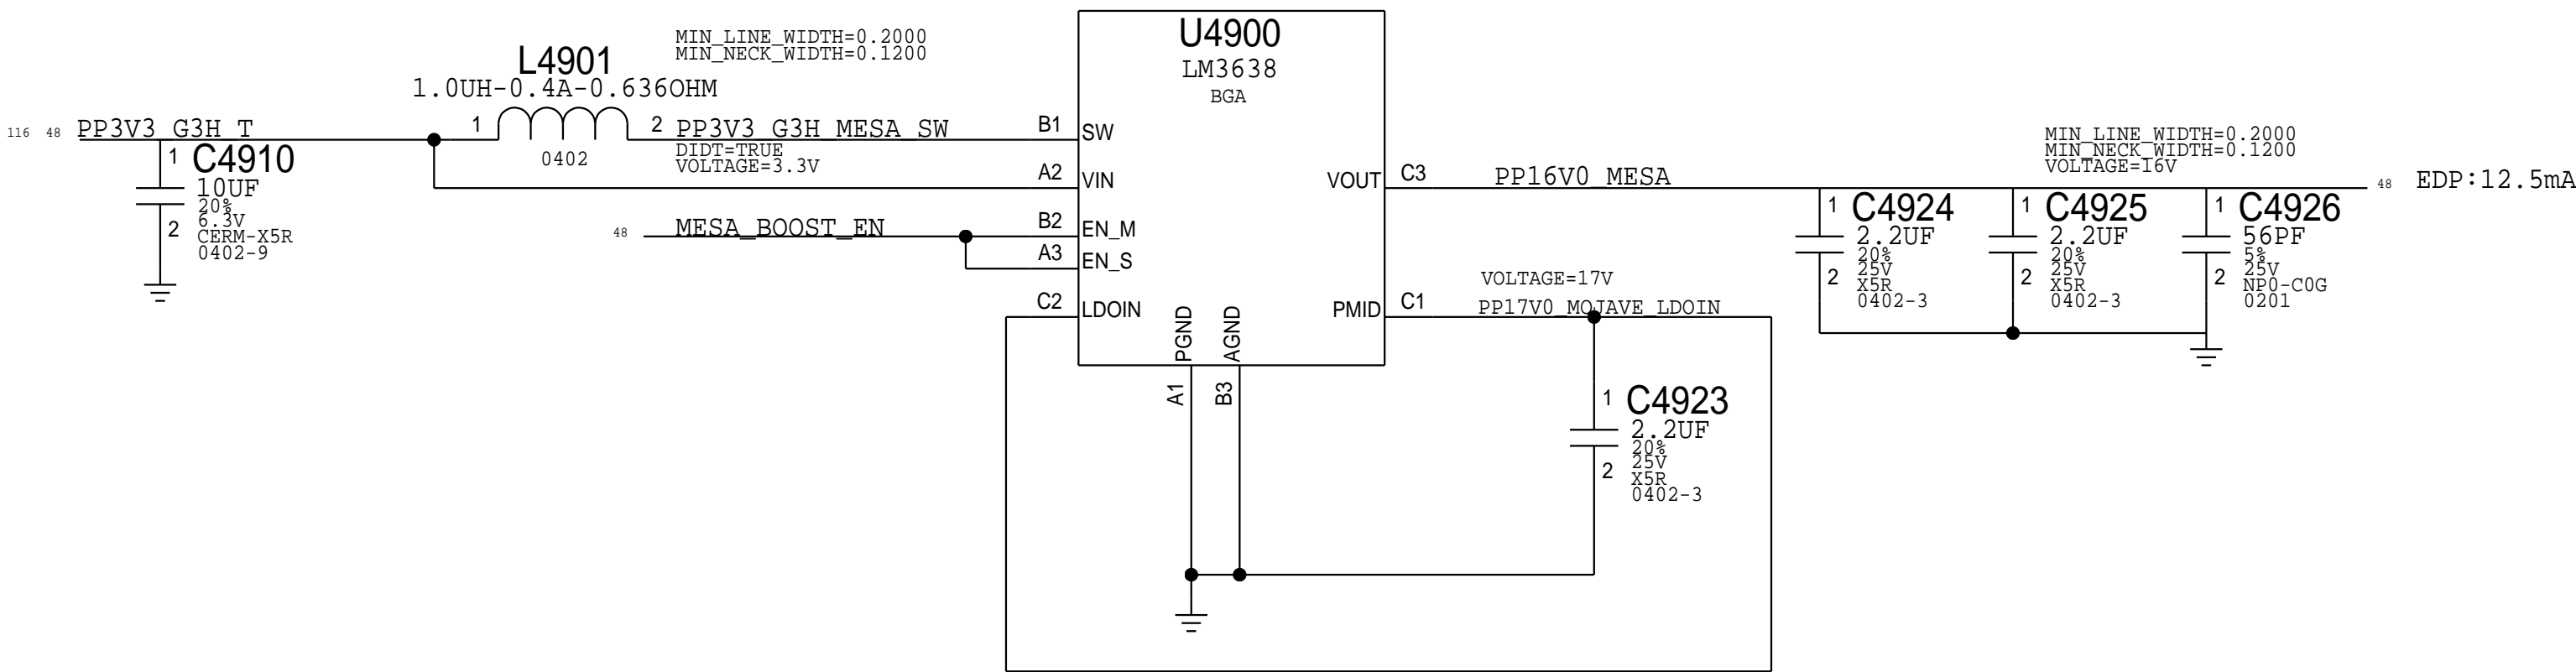 U4900
LM3638
BGA
MIN_LINE_WIDTH=0.2000
MIN_NECK_WIDTH=0.1200
L4901
1.0UH-0.4A-0.636OHM
116 48 PP3V3_G3H_T
1
2
PP3V3_G3H_MESA_SW
0402
DIDT=TRUE
VOLTAGE=3.3V
B1
SW
1
C4910
10UF
20%
6.3V
CERM-X5R
0402-9
2
A2
VIN
48 MESA_BOOST_EN
B2
EN_M
A3
EN_S
C2
LDOIN
PGND
AGND
A1
B3
VOUT
C3
PP16V0_MESA
MIN_LINE_WIDTH=0.2000
MIN_NECK_WIDTH=0.1200
VOLTAGE=16V
48 EDP:12.5mA
1
C4924
2.2UF
20%
25V
X5R
0402-3
2
1
C4925
2.2UF
20%
25V
X5R
0402-3
2
1
C4926
56PF
5%
25V
NP0-C0G
0201
2
VOLTAGE=17V
PMID
C1
PP17V0_MOJAVE_LDOIN
1
C4923
2.2UF
20%
25V
X5R
0402-3
2